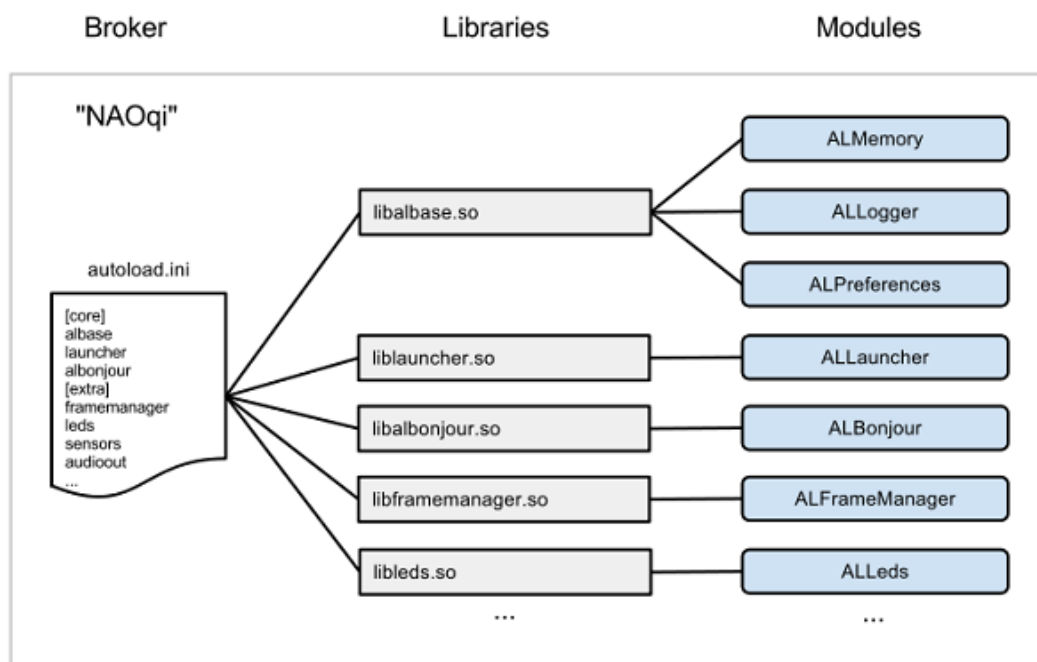 Broker Libraries Modules
"NAOqi"
autoload.ini
[core]
albase
launcher
albonjour
[extra]
framemanager
leds
sensors
audioout
...
libalbase.so
liblauncher.so
libalbonjour.so
libframemanager.so
libleds.so
...
ALMemory
ALLogger
ALPreferences
ALLauncher
ALBonjour
ALFrameManager
ALLeds
...